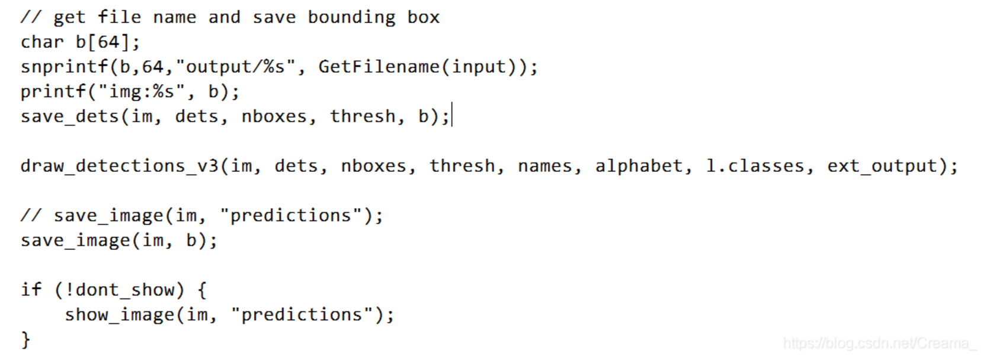 // get file name and save bounding box
char b[64];
snprintf(b,64,"output/%s", GetFilename(input));
printf("img:%s", b);
save_dets(im, dets, nboxes, thresh, b);
draw_detections_v3(im, dets, nboxes, thresh, names, alphabet, l.classes, ext_output);
// save_image(im, "predictions");
save_image(im, b);
if (!dont_show) {
    show_image(im, "predictions");
}
https://blog.csdn.net/Creama_